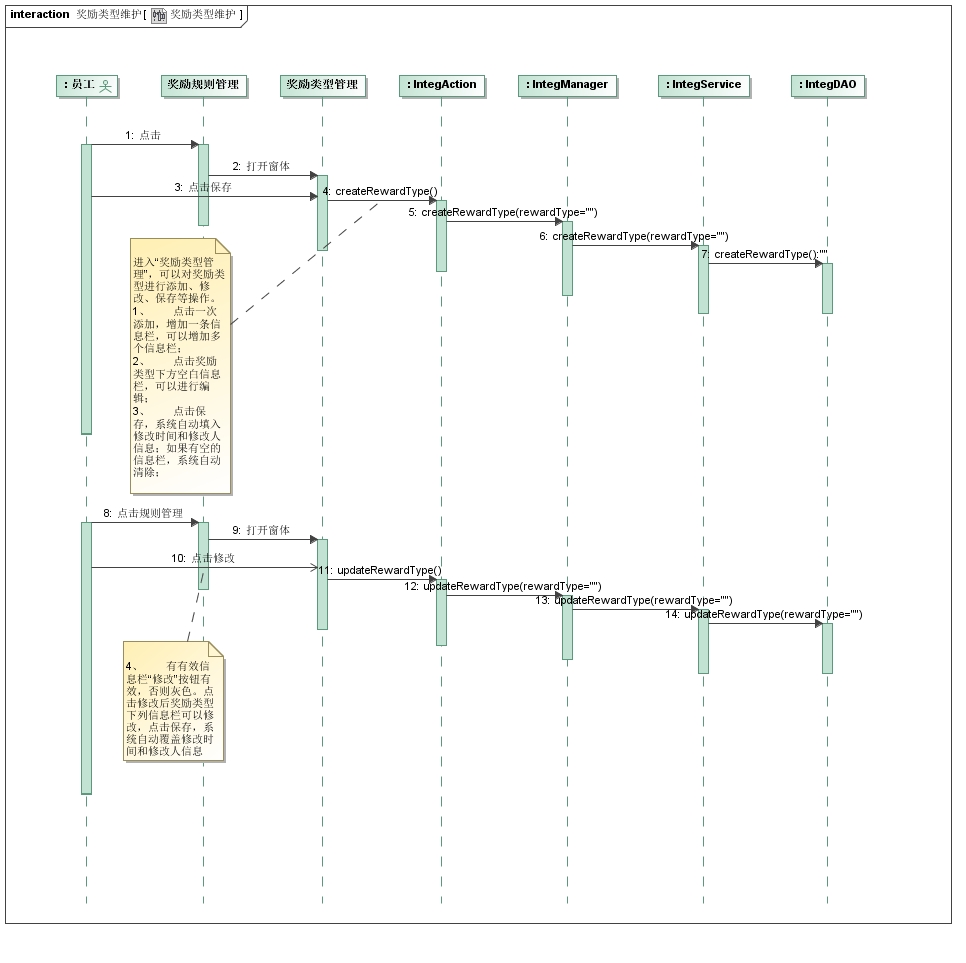 interaction 奖励类型维护[ 奖励类型维护 ]
: 员工
奖励规则管理
奖励类型管理
: IntegAction
: IntegManager
: IntegService
: IntegDAO
1: 点击
2: 打开窗体
3: 点击保存
4: createRewardType()
5: createRewardType(rewardType="")
6: createRewardType(rewardType="")
7: createRewardType():""
进入“奖励类型管
理”，可以对奖励类
型进行添加、修
改、保存等操作。
1、 点击一次
添加，增加一条信
息栏，可以增加多
个信息栏；
2、 点击奖励
类型下方空白信息
栏，可以进行编
辑；
3、 点击保
存，系统自动填入
修改时间和修改人
信息；如果有空的
信息栏，系统自动
清除；
8: 点击规则管理
9: 打开窗体
10: 点击修改
11: updateRewardType()
12: updateRewardType(rewardType="")
13: updateRewardType(rewardType="")
14: updateRewardType(rewardType="")
4、 有有效信
息栏“修改”按钮有
效，否则灰色。点
击修改后奖励类型
下列信息栏可以修
改，点击保存，系
统自动覆盖修改时
间和修改人信息